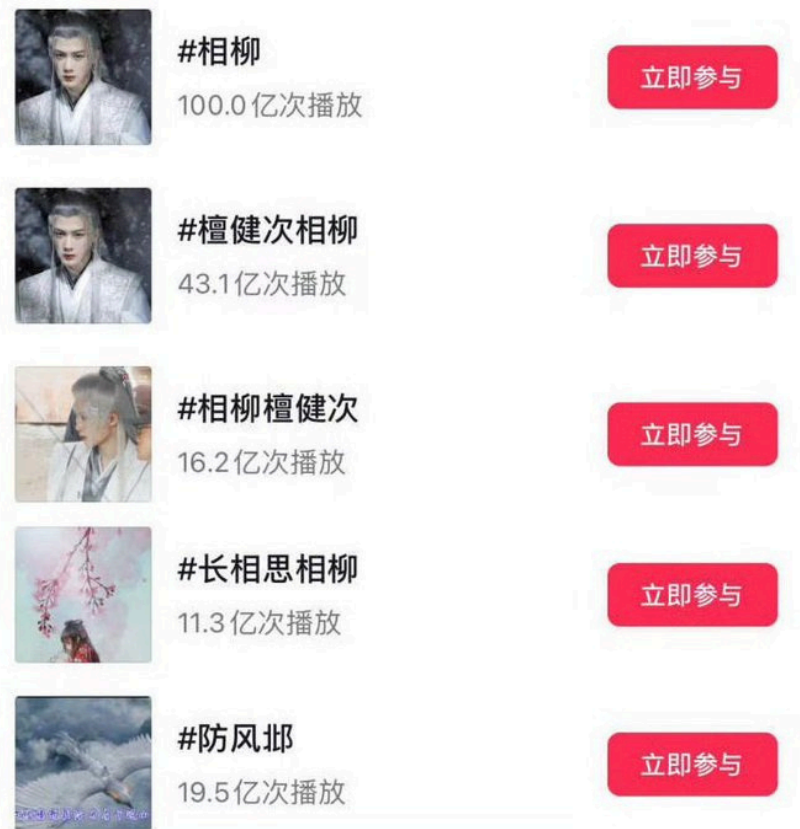 #相柳
100.0亿次播放
立即参与
#檀健次相柳
43.1亿次播放
立即参与
#相柳檀健次
16.2亿次播放
立即参与
#长相思相柳
11.3亿次播放
立即参与
#防风邶
19.5亿次播放
立即参与